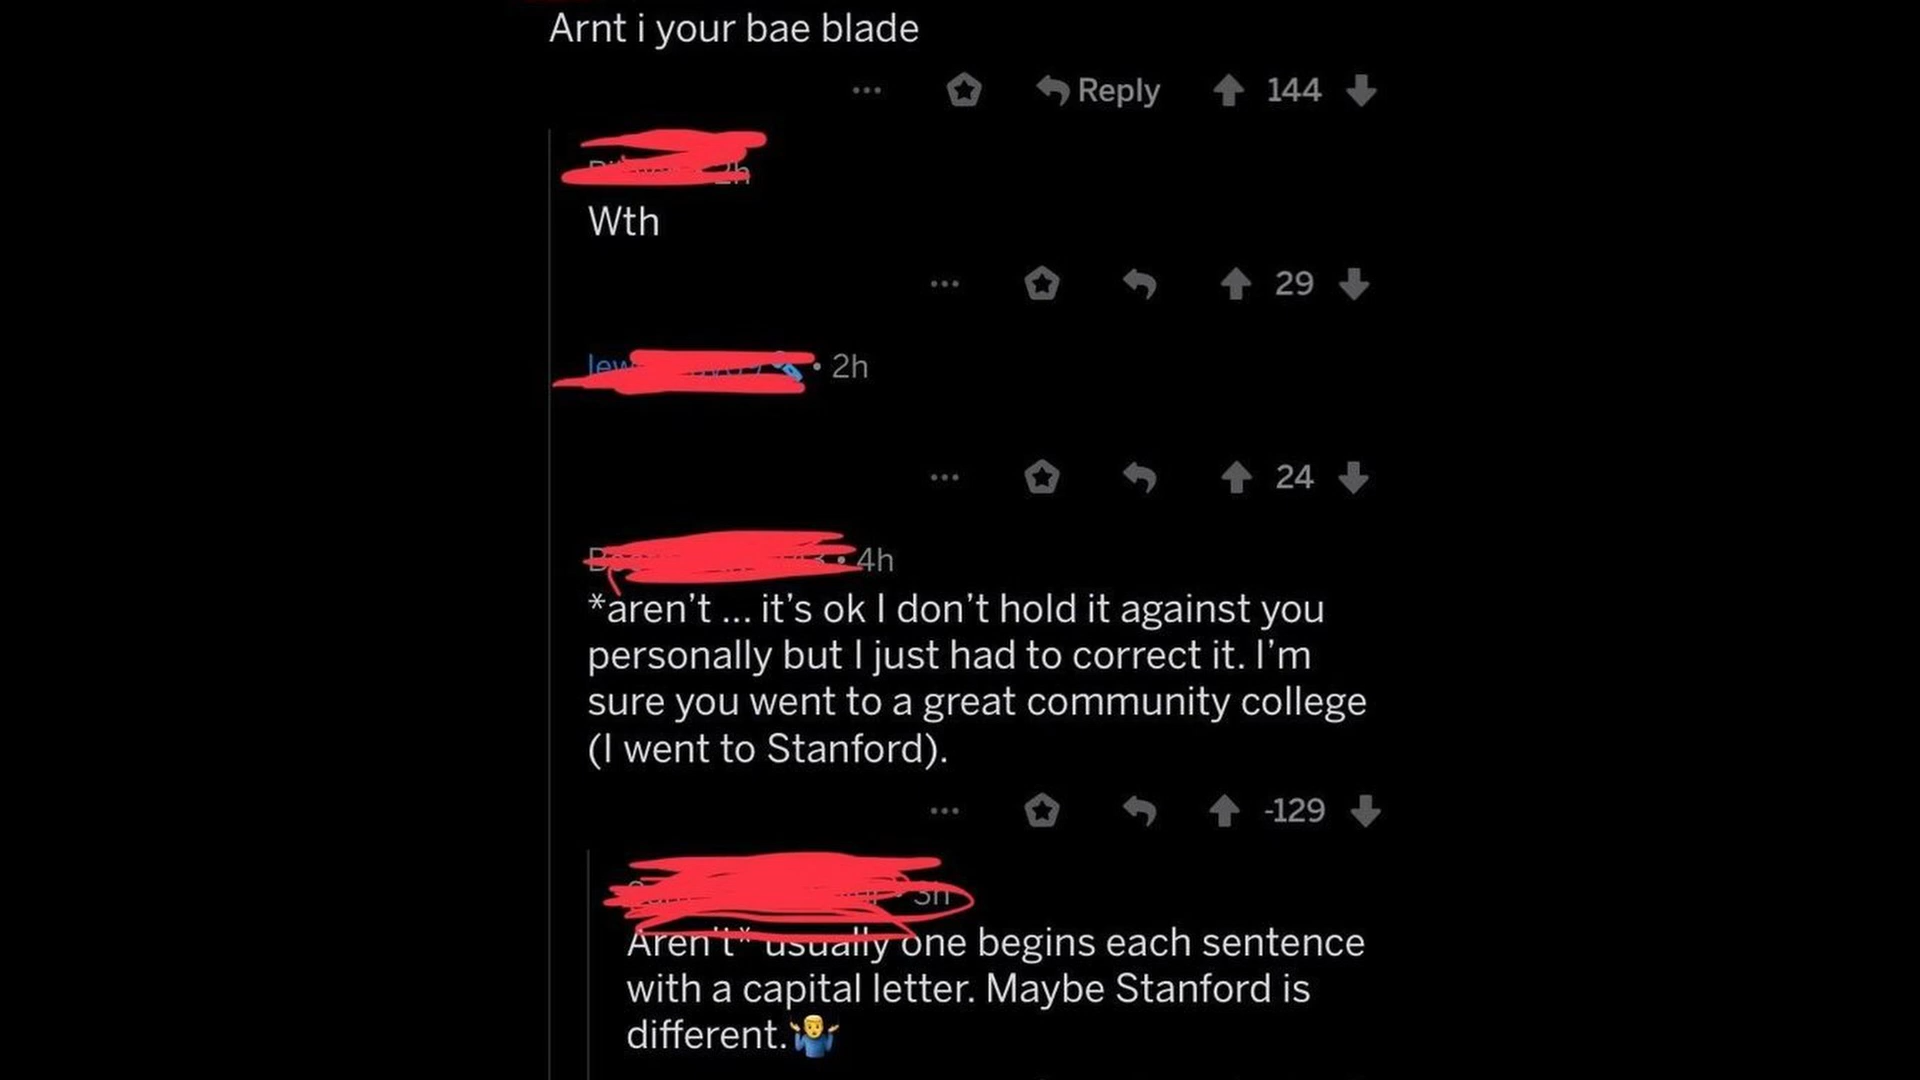 Arnt i your bae blade
... Reply 144
2h
Wth
... 29
• 2h
... 24
• 4h
*aren't ... it's ok I don't hold it against you
personally but I just had to correct it. I'm
sure you went to a great community college
(I went to Stanford).
... -129
• 3h
Aren't* usually one begins each sentence
with a capital letter. Maybe Stanford is
different.🤷‍♂️